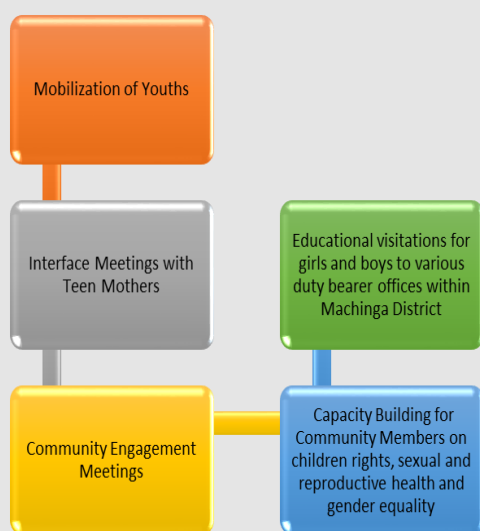 Mobilization of Youths
Interface Meetings with
Teen Mothers
Community Engagement
Meetings
Capacity Building for
Community Members on
children rights, sexual and
reproductive health and
gender equality
Educational visitations for
girls and boys to various
duty bearer offices within
Machinga District